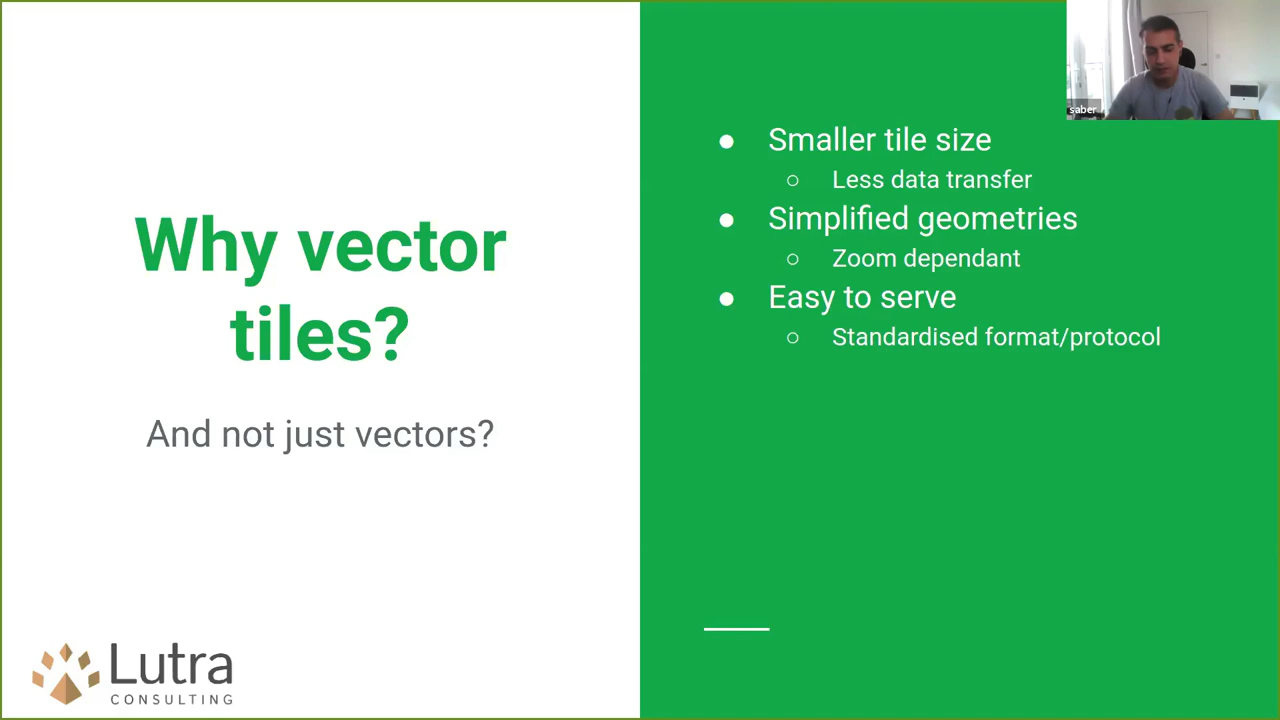 Why vector
tiles?
And not just vectors?
Lutra
CONSULTING
● Smaller tile size
○ Less data transfer
● Simplified geometries
○ Zoom dependant
● Easy to serve
○ Standardised format/protocol
saber